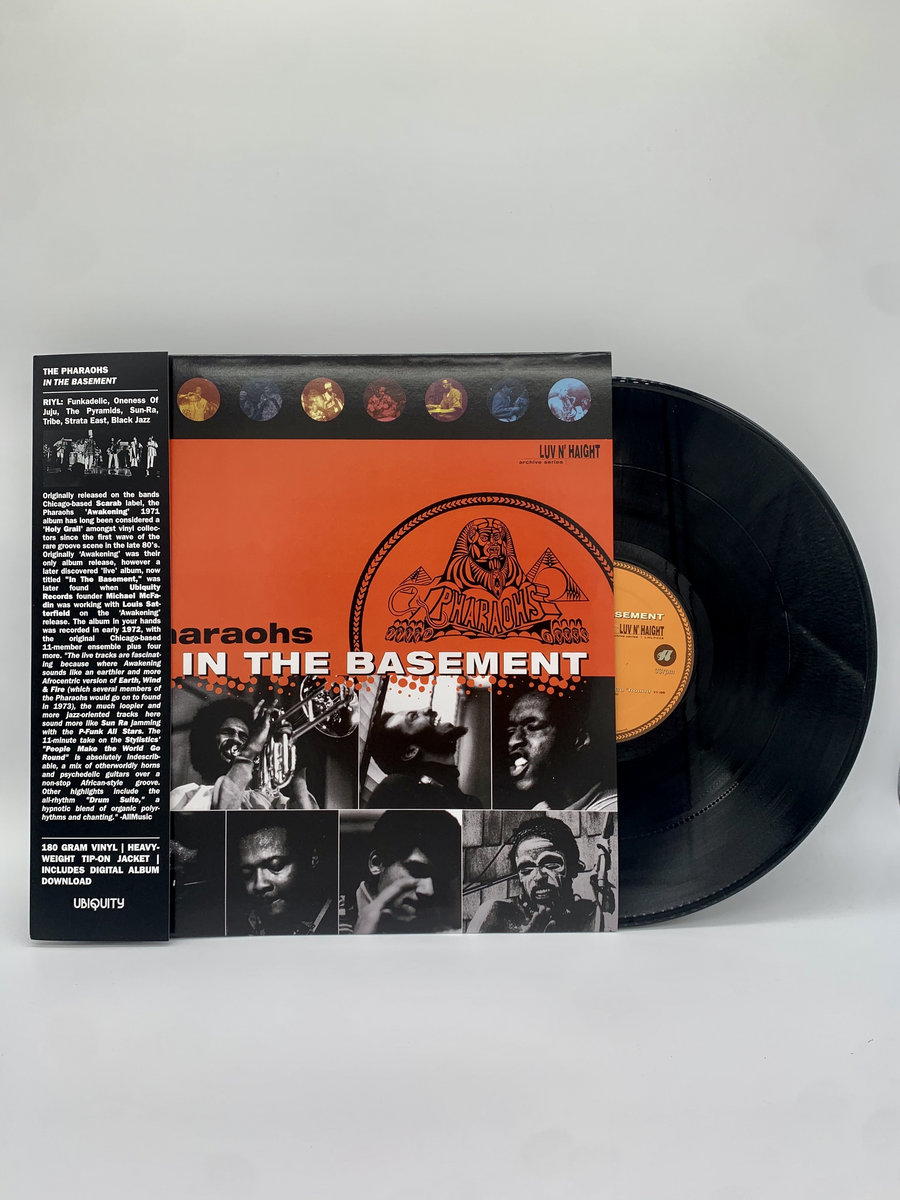 THE PHARAOHS
IN THE BASEMENT
RIYL: Funkadelic, Oneness Of
Juju, The Pyramids, Sun-Ra,
Tribe, Strata East, Black Jazz
Originally released on the bands
Chicago-based Scarab label, the
Pharaohs 'Awakening' 1971
album has long been considered a
'Holy Grail' amongst vinyl collec-
tors since the first wave of the
rare groove scene in the late 80's.
Originally 'Awakening' was their
only album release, however a
later discovered 'live' album, now
titled "In The Basement," was
later found when Ubiquity
Records founder Michael McFa-
din was working with Louis Sat-
terfield on the 'Awakening'
release. The album in your hands
was recorded in early 1972, with
the original Chicago-based
11-member ensemble plus four
more. "The live tracks are fascinat-
ing because where Awakening
sounds like an earthier and more
Afrocentric version of Earth, Wind
& Fire (which several members of
the Pharaohs would go on to found
in 1973), the much loopier and
more jazz-oriented tracks here
sound more like Sun Ra jamming
with the P-Funk All Stars. The
11-minute take on the Stylistics'
"People Make the World Go
Round" is absolutely indescrib-
able, a mix of otherworldly horns
and psychedelic guitars over a
non-stop African-style groove.
Other highlights include the
all-rhythm "Drum Suite," a
hypnotic blend of organic polyr-
hythms and chanting." -AllMusic
180 GRAM VINYL | HEAVY-
WEIGHT TIP-ON JACKET |
INCLUDES DIGITAL ALBUM
DOWNLOAD
UBIQUITY
LUV N' HAIGHT
archive series
PHARAOHS
haraohs
IN THE BASEMENT
SEMENT
LUV N' HAIGHT
33rpm